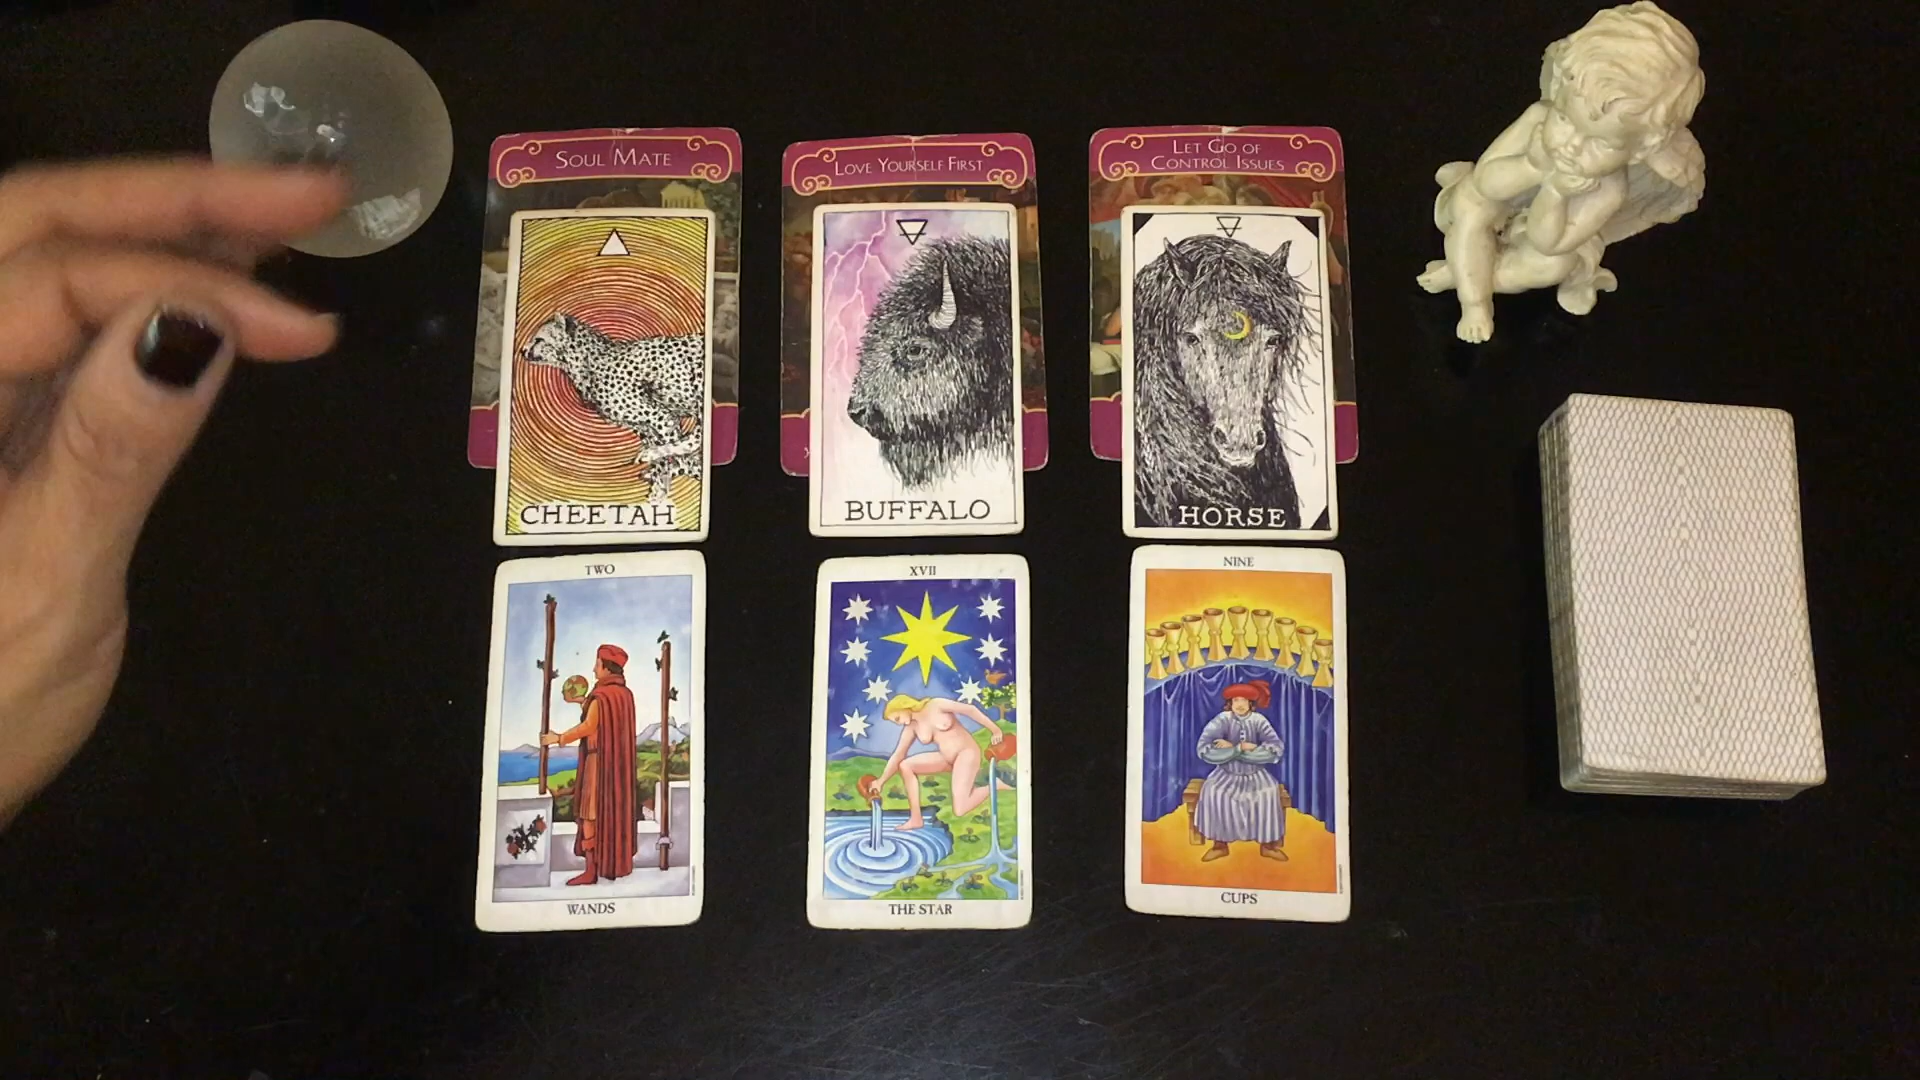 SOUL MATE
LOVE YOURSELF FIRST
LET GO OF
CONTROL ISSUES
CHEETAH
BUFFALO
HORSE
TWO
XVII
NINE
WANDS
THE STAR
CUPS